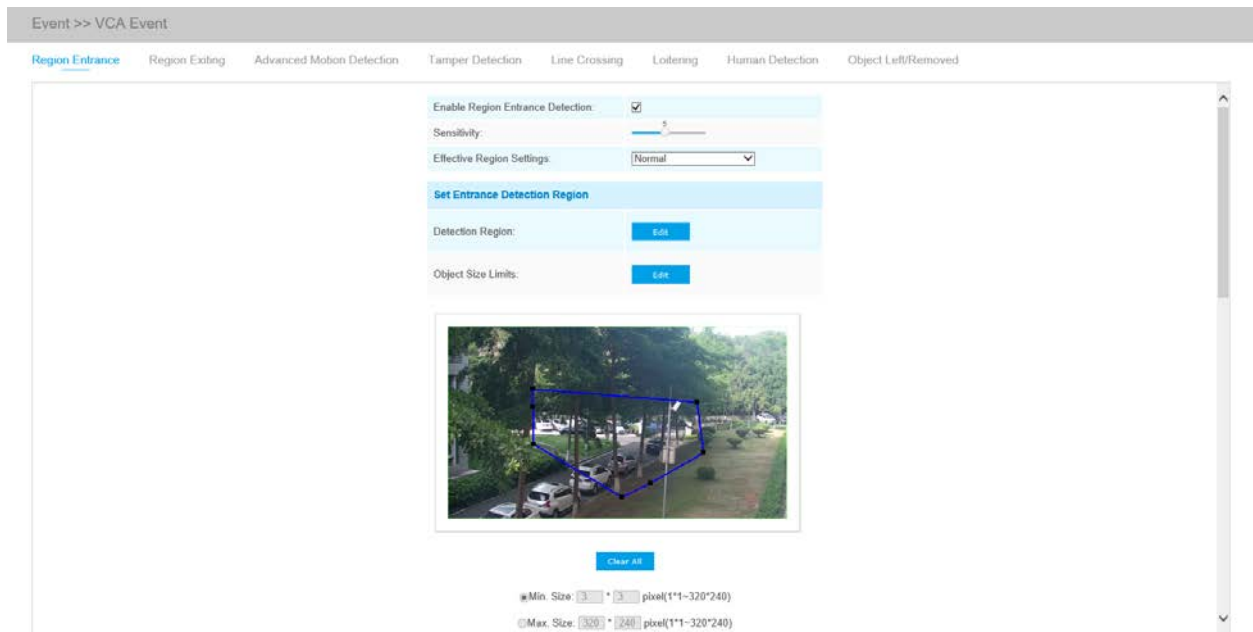 Event >> VCA Event
Region Entrance Region Exiting Advanced Motion Detection Tamper Detection Line Crossing Loitering Human Detection Object Left/Removed
Enable Region Entrance Detection:
Sensitivity: 5
Effective Region Settings: Normal
Set Entrance Detection Region
Detection Region: Edit
Object Size Limits: Edit
Clear All
Min. Size: 3 * 3 pixel(1*1~320*240)
Max. Size: 320 * 240 pixel(1*1~320*240)